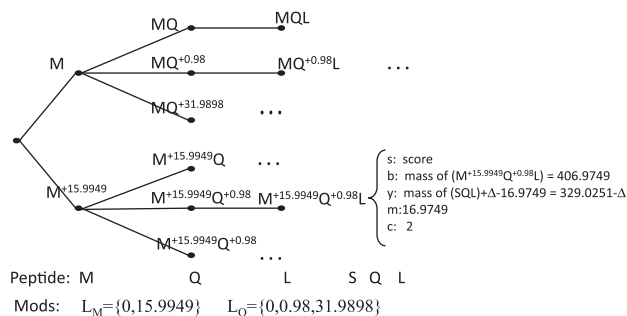 MQ
MQL
M
MQ+0.98
MQ+0.98L
...
MQ+31.9898
...
M+15.9949Q
...
M+15.9949
M+15.9949Q+0.98
M+15.9949Q+0.98L
M+15.9949Q+0.98
...
s: score
b: mass of (M+15.9949Q+0.98L) = 406.9749
y: mass of (SQL)+Δ-16.9749 = 329.0251-Δ
m:16.9749
c: 2
Peptide: M Q L S Q L
Mods: LM={0,15.9949} LQ={0,0.98,31.9898}